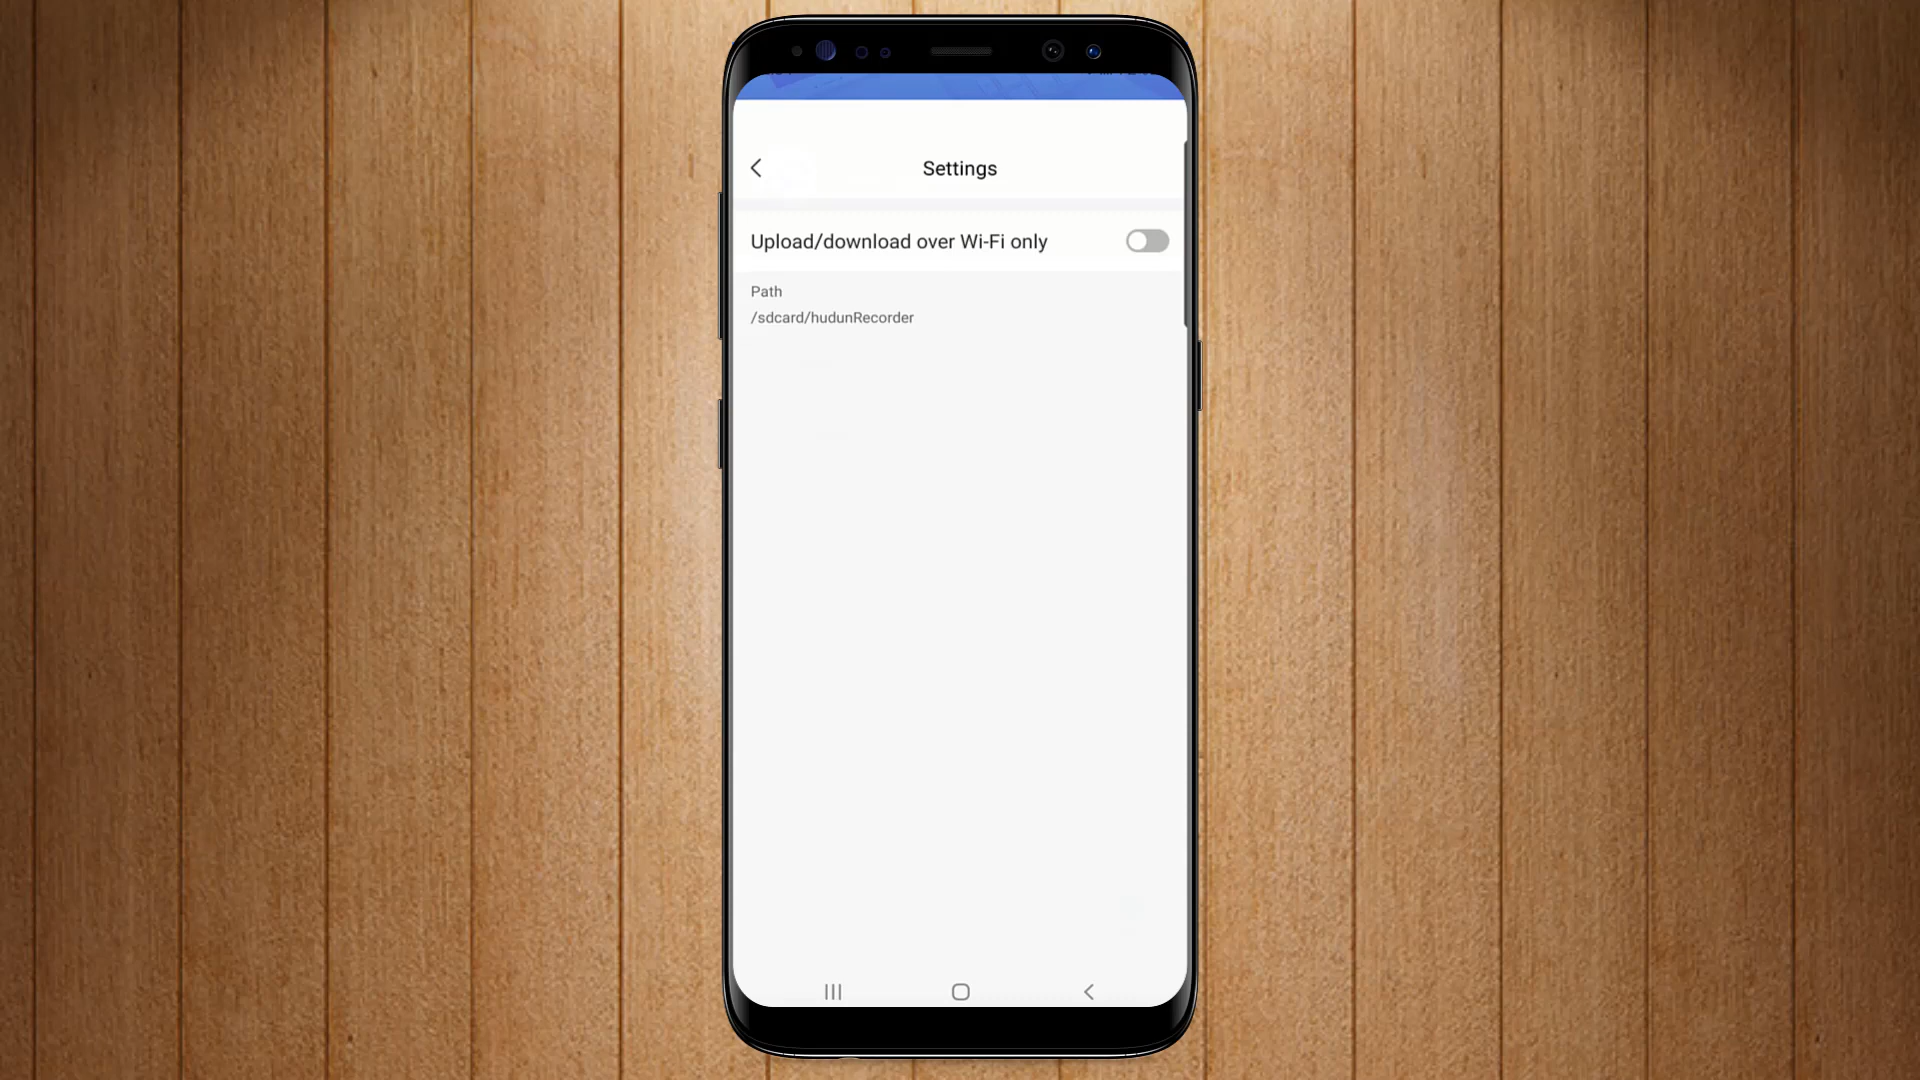 Settings
Upload/download over Wi-Fi only
Path
/sdcard/hudunRecorder